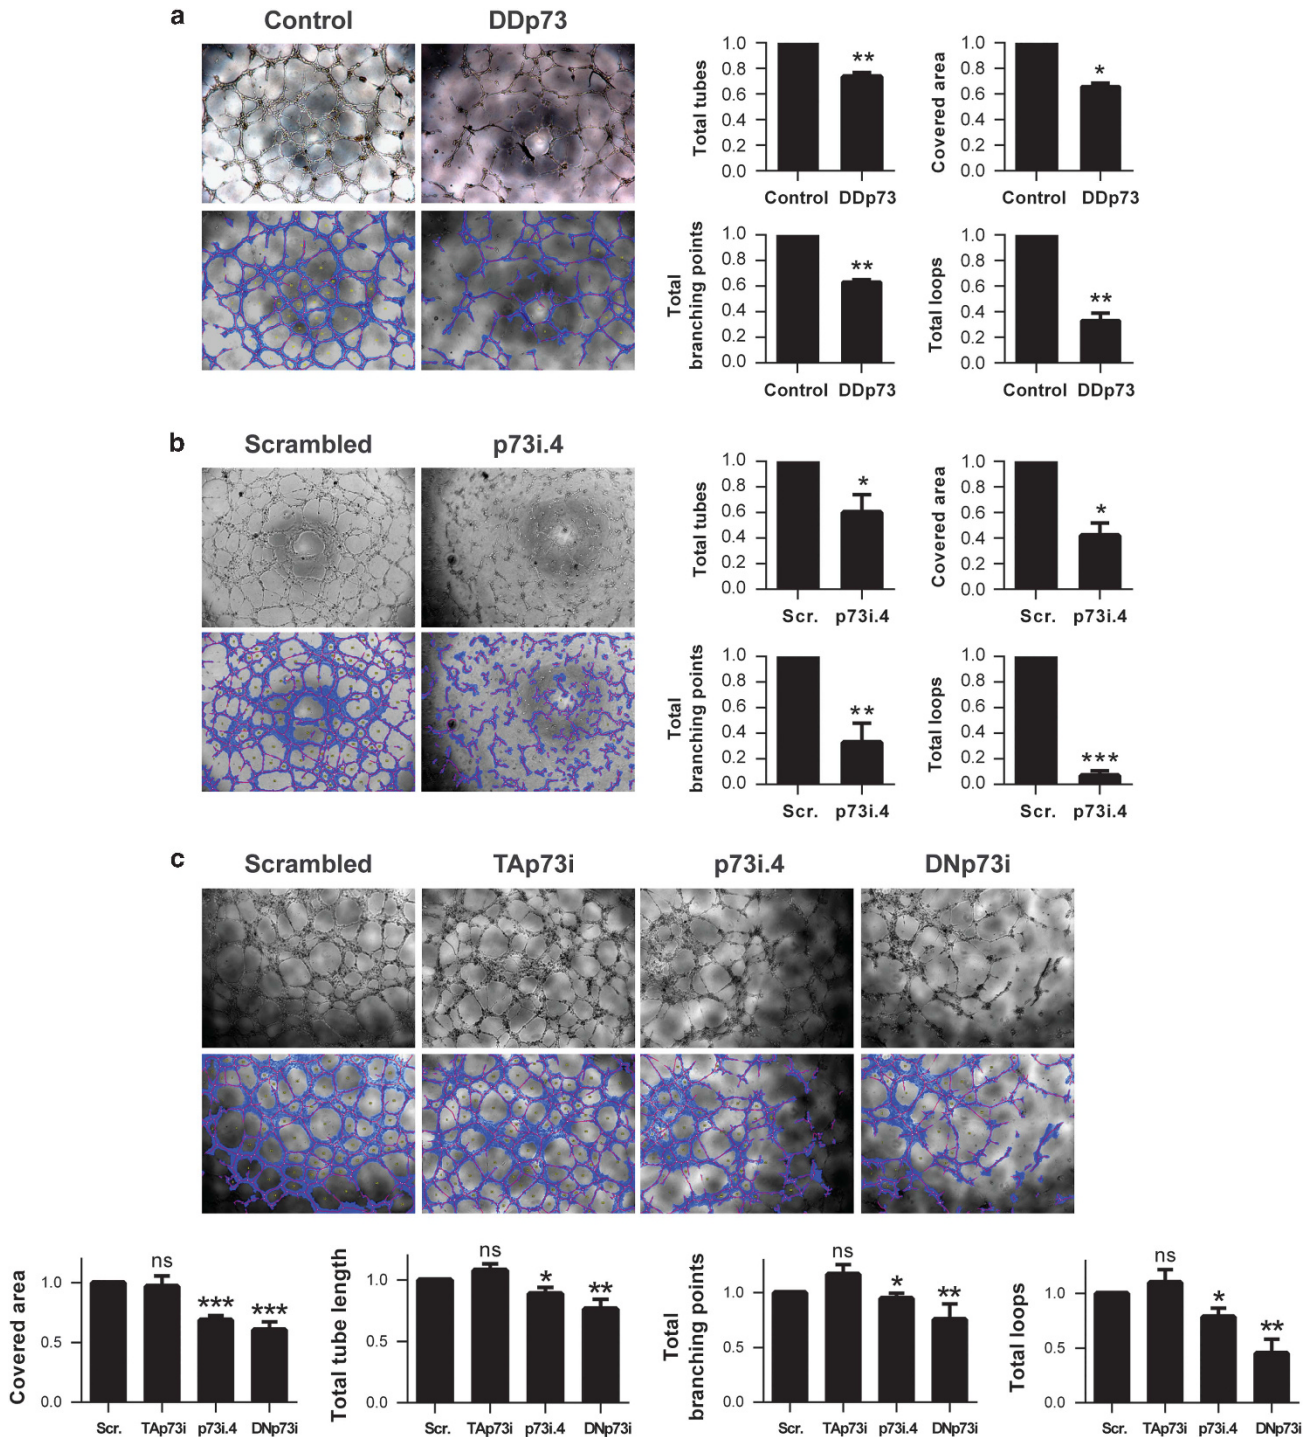 a
Control DDp73
Total tubes
1.0
0.8
0.6
0.4
0.2
0.0
**
Control DDp73
Covered area
1.0
0.8
0.6
0.4
0.2
0.0
*
Control DDp73
Total
branching points
1.0
0.8
0.6
0.4
0.2
0.0
**
Control DDp73
Total loops
1.0
0.8
0.6
0.4
0.2
0.0
**
Control DDp73
b
Scrambled p73i.4
Total tubes
1.0
0.8
0.6
0.4
0.2
0.0
*
Scr. p73i.4
Covered area
1.0
0.8
0.6
0.4
0.2
0.0
*
Scr. p73i.4
Total
branching points
1.0
0.8
0.6
0.4
0.2
0.0
**
Scr. p73i.4
Total loops
1.0
0.8
0.6
0.4
0.2
0.0
***
Scr. p73i.4
c
Scrambled TAp73i p73i.4 DNp73i
Covered area
1.0
0.5
0.0
ns *** ***
Scr. TAp73i p73i.4 DNp73i
Total tube length
1.0
0.5
0.0
ns * **
Scr. TAp73i p73i.4 DNp73i
Total
branching points
1.0
0.5
0.0
ns * **
Scr. TAp73i p73i.4 DNp73i
Total loops
1.0
0.5
0.0
ns * **
Scr. TAp73i p73i.4 DNp73i